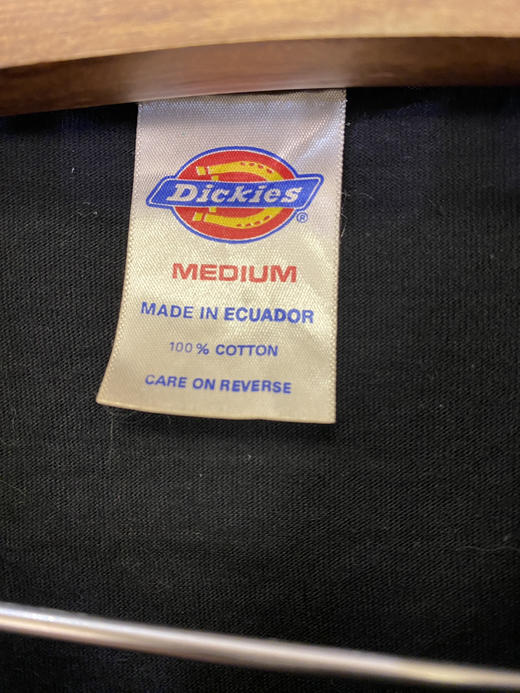 Dickies®
MEDIUM
MADE IN ECUADOR
100% COTTON
CARE ON REVERSE